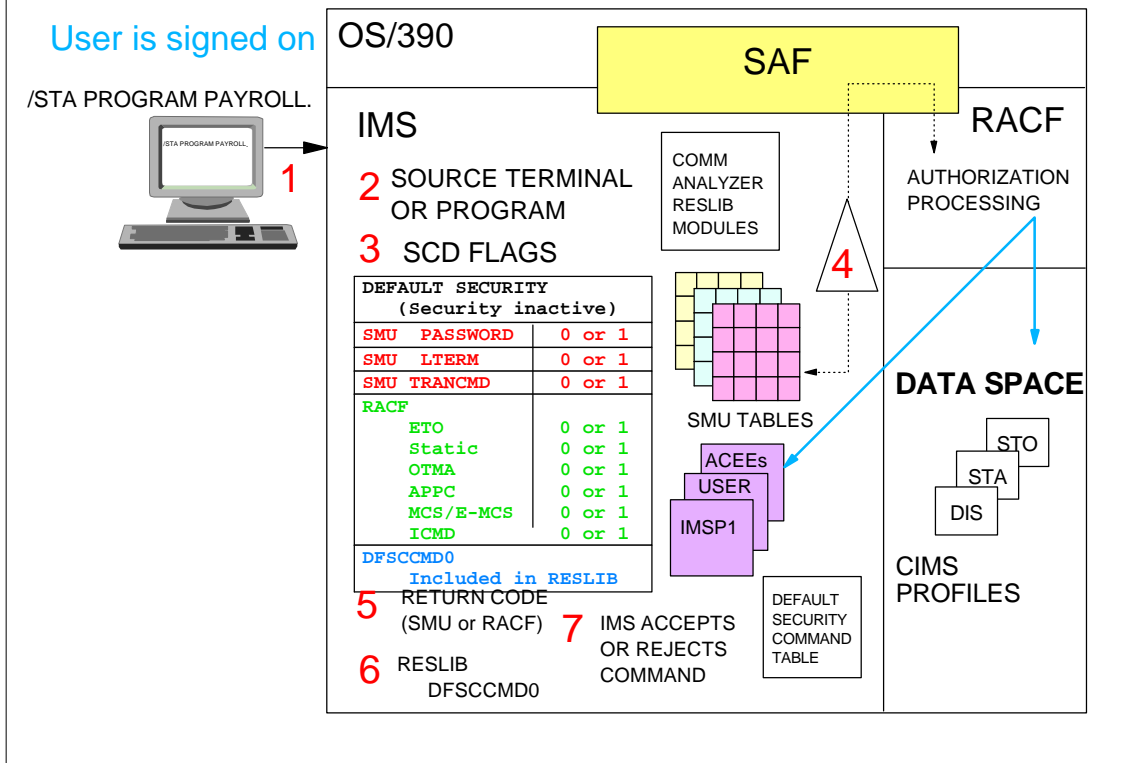 User is signed on
OS/390
SAF
/STA PROGRAM PAYROLL.
/STA PROGRAM PAYROLL.
1
IMS
RACF
2 SOURCE TERMINAL
OR PROGRAM
3 SCD FLAGS
COMM
ANALYZER
RESLIB
MODULES
4
AUTHORIZATION
PROCESSING
DEFAULT SECURITY
(Security inactive)
SMU PASSWORD 0 or 1
SMU LTERM 0 or 1
SMU TRANCMD 0 or 1
RACF
ETO 0 or 1
Static 0 or 1
OTMA 0 or 1
APPC 0 or 1
MCS/E-MCS 0 or 1
ICMD 0 or 1
DFSCCMD0
Included in RESLIB
SMU TABLES
ACEEs
USER
IMSP1
DATA SPACE
STO
STA
DIS
CIMS
PROFILES
5 RETURN CODE
(SMU or RACF)
6 RESLIB
DFSCCMD0
7 IMS ACCEPTS
OR REJECTS
COMMAND
DEFAULT
SECURITY
COMMAND
TABLE